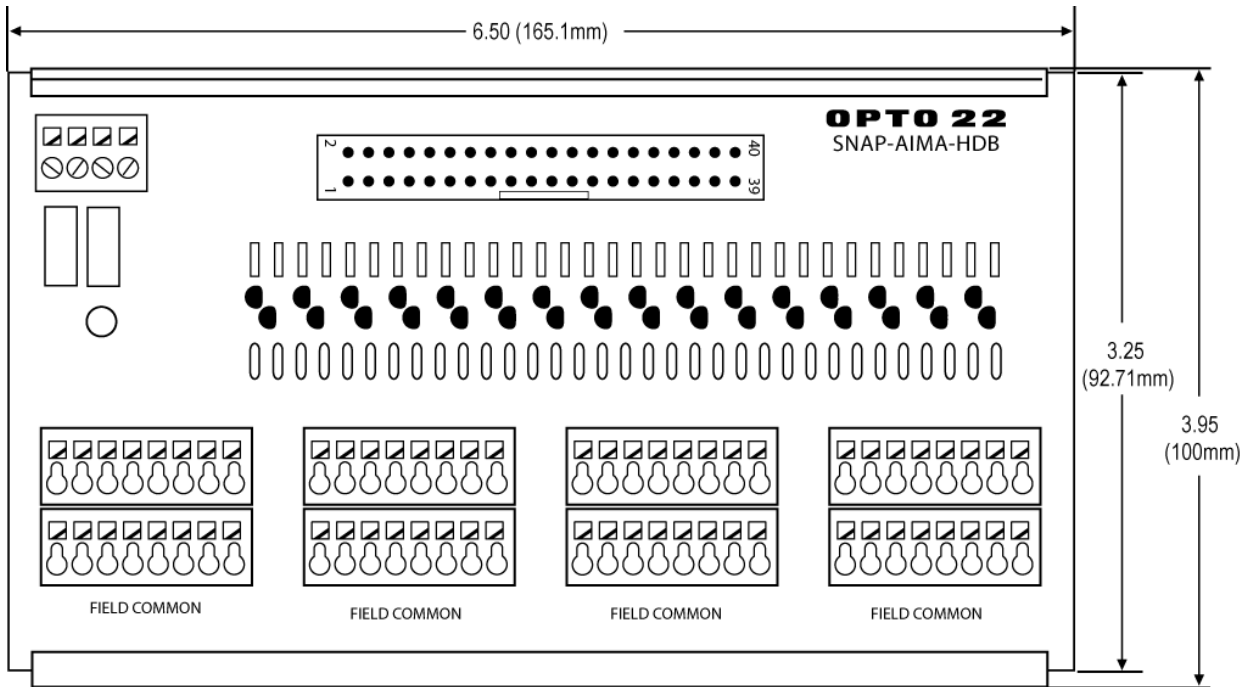 6.50 (165.1mm)
OPTO 22
SNAP-AIMA-HDB
2
40
1
39
3.25
(92.71mm)
3.95
(100mm)
FIELD COMMON
FIELD COMMON
FIELD COMMON
FIELD COMMON